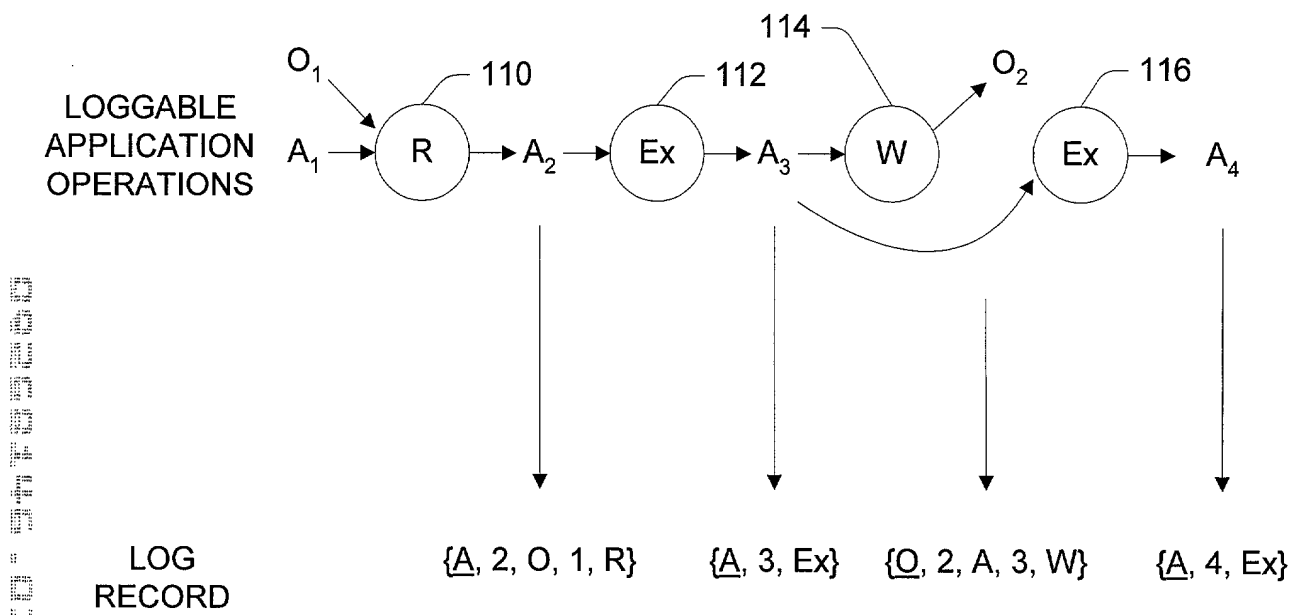 114
O₁ 110 112 O₂ 116
LOGGABLE
APPLICATION
OPERATIONS
A₁ R A₂ Ex A₃ W Ex A₄
LOG
RECORD
{A, 2, O, 1, R} {A, 3, Ex} {O, 2, A, 3, W} {A, 4, Ex}